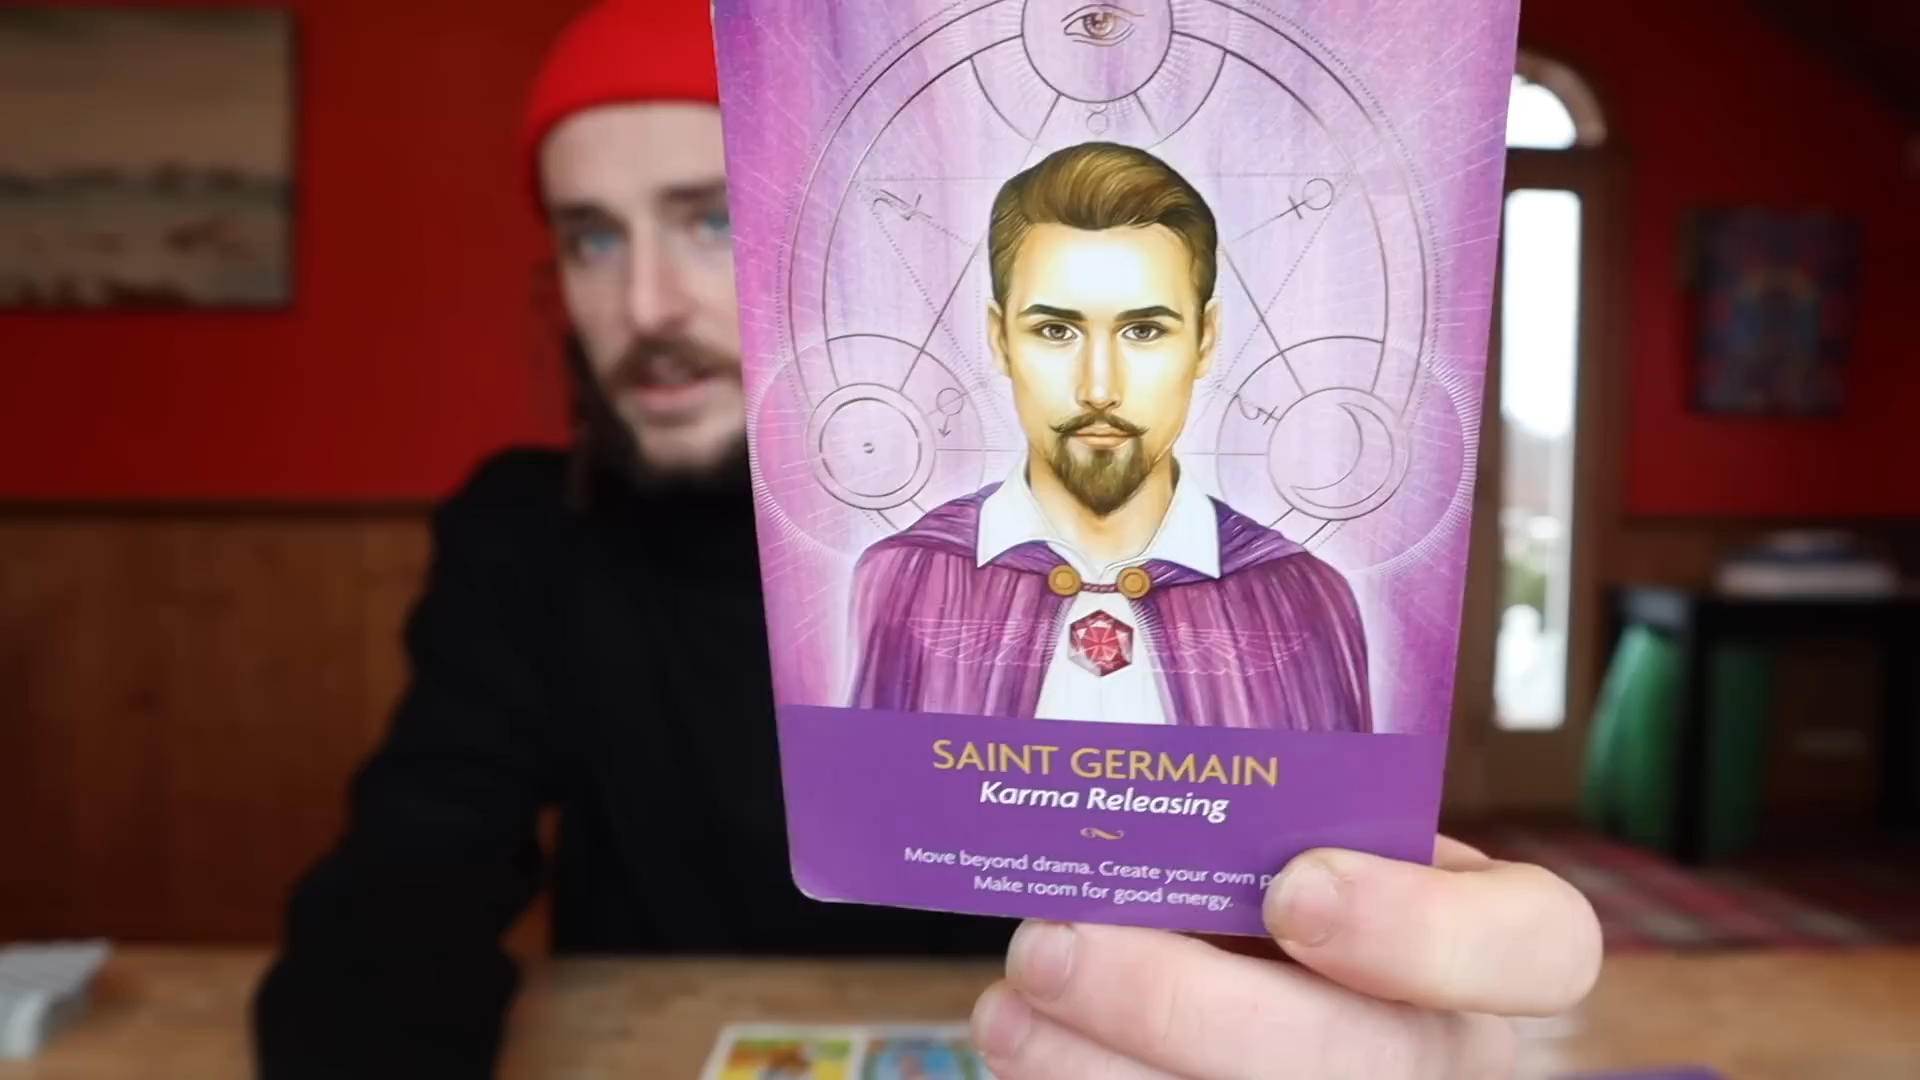 SAINT GERMAIN
Karma Releasing
Move beyond drama. Create your own
Make room for good energy.